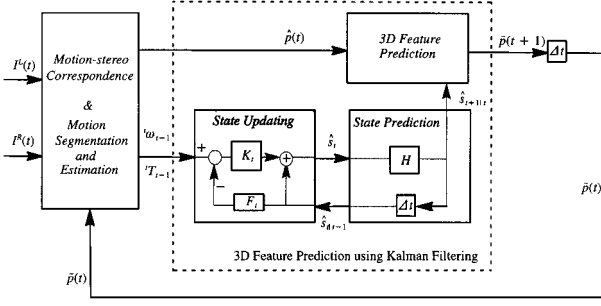 I^L(t)
I^R(t)
Motion-stereo
Correspondence
&
Motion
Segmentation
and
Estimation
p̂(t)
3D Feature
Prediction
p̄(t + 1)
Δt
ŝ_{t+1|t}
ᵗω_{t-1}
ᵗT_{t-1}
State Updating
+
−
K_t
+
F_t
ŝ_t
ŝ_{t|t-1}
State Prediction
H
Δt
p̄(t)
3D Feature Prediction using Kalman Filtering
p̄(t)